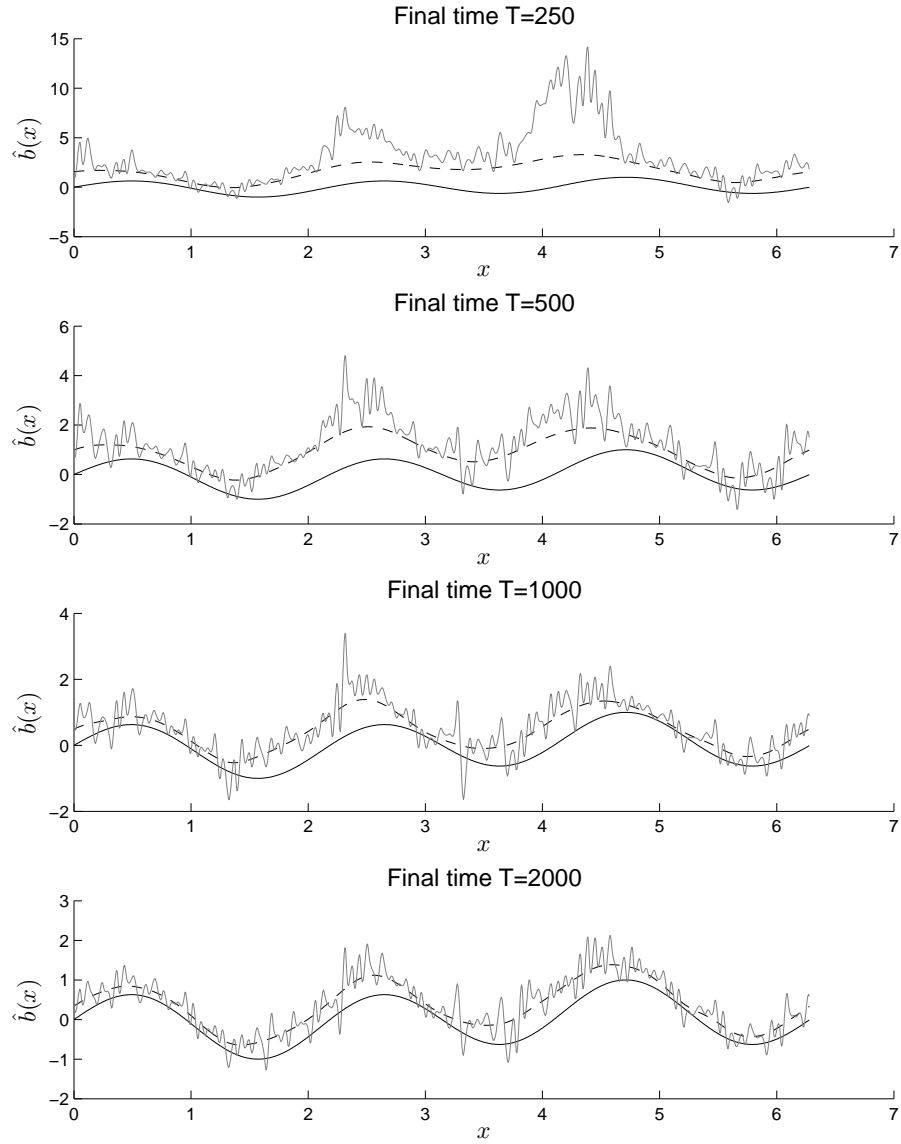 Final time T=250
15
10
5
0
−5
b̂(x)
0 1 2 3 4 5 6 7
x
Final time T=500
6
4
2
0
−2
b̂(x)
0 1 2 3 4 5 6 7
x
Final time T=1000
4
2
0
−2
b̂(x)
0 1 2 3 4 5 6 7
x
Final time T=2000
3
2
1
0
−1
−2
b̂(x)
0 1 2 3 4 5 6 7
x